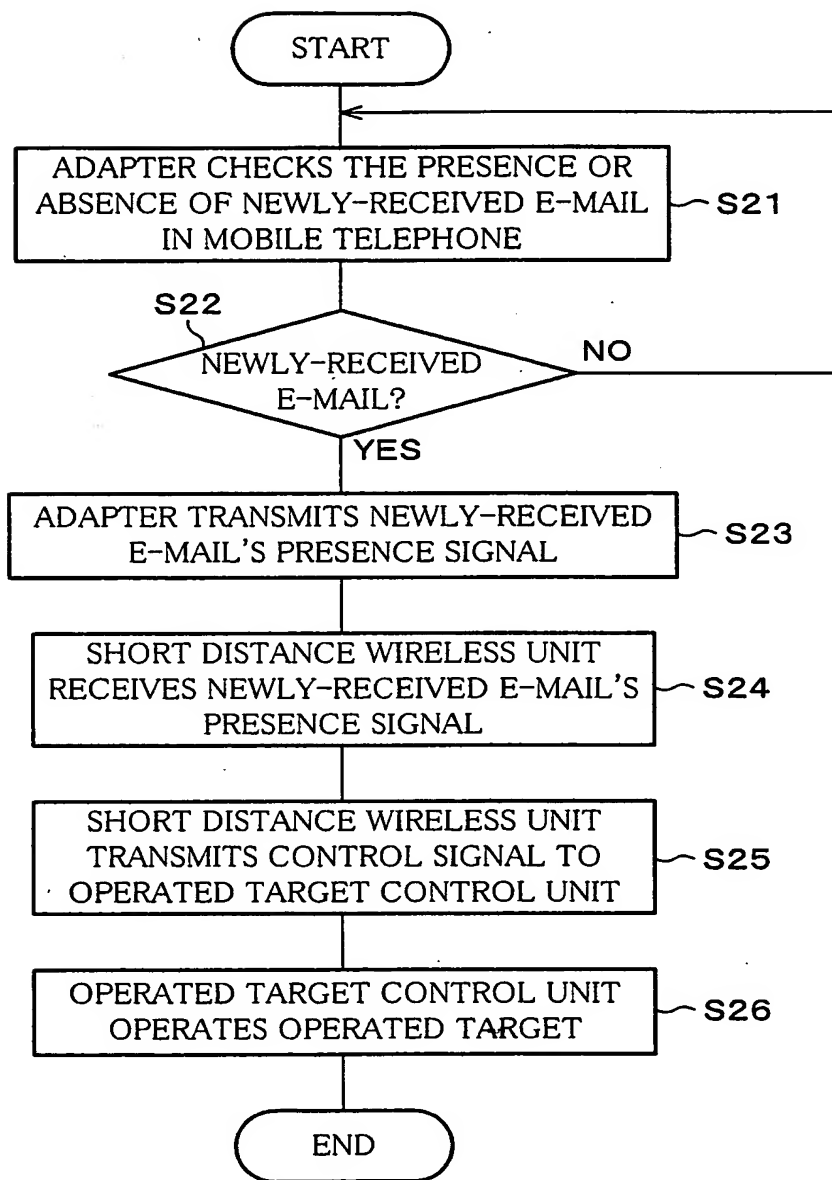 START
ADAPTER CHECKS THE PRESENCE OR
ABSENCE OF NEWLY-RECEIVED E-MAIL
IN MOBILE TELEPHONE
S21
S22
NEWLY-RECEIVED
E-MAIL?
NO
YES
ADAPTER TRANSMITS NEWLY-RECEIVED
E-MAIL'S PRESENCE SIGNAL
S23
SHORT DISTANCE WIRELESS UNIT
RECEIVES NEWLY-RECEIVED E-MAIL'S
PRESENCE SIGNAL
S24
SHORT DISTANCE WIRELESS UNIT
TRANSMITS CONTROL SIGNAL TO
OPERATED TARGET CONTROL UNIT
S25
OPERATED TARGET CONTROL UNIT
OPERATES OPERATED TARGET
S26
END